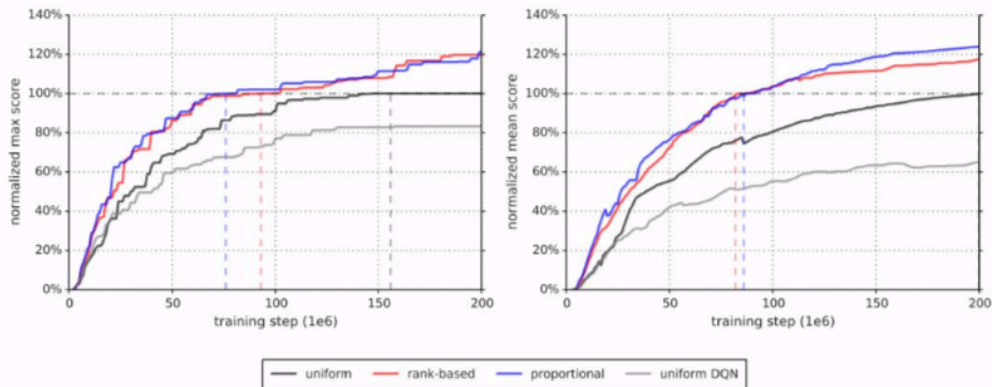 140%
120%
100%
80%
60%
40%
20%
0%
normalized max score
0 50 100 150 200
training step (1e6)
140%
120%
100%
80%
60%
40%
20%
0%
normalized mean score
0 50 100 150 200
training step (1e6)
uniform rank-based proportional uniform DQN